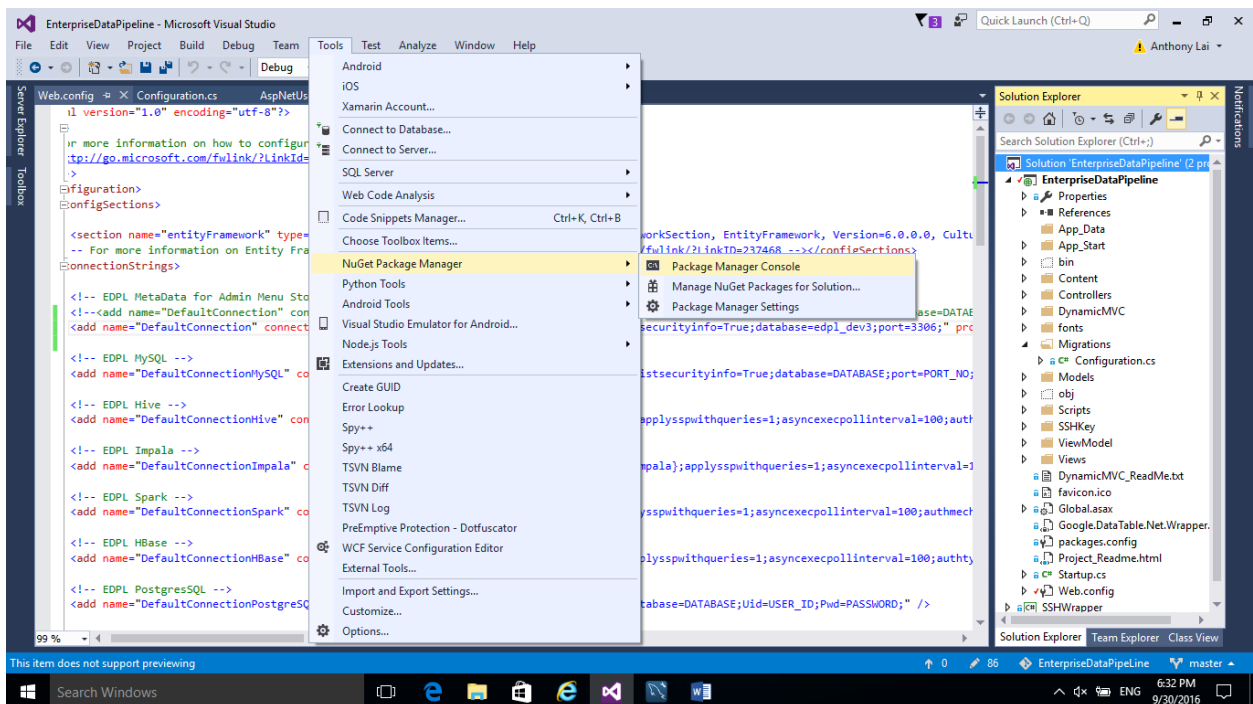 EnterpriseDataPipeline - Microsoft Visual Studio
3
Quick Launch (Ctrl+Q)
File Edit View Project Build Debug Team Tools Test Analyze Window Help
Anthony Lai
Debug
Server Explorer
Toolbox
Web.config Configuration.cs AspNetUs
l version="1.0" encoding="utf-8"?>
or more information on how to configur
tp://go.microsoft.com/fwlink/?LinkId=
>
figuration>
onfigSections>
<section name="entityFramework" type= workSection, EntityFramework, Version=6.0.0.0, Cultu
-- For more information on Entity Fra /fwlink/?LinkID=237468 --></configSections>
onnectionStrings>
<!-- EDPL MetaData for Admin Menu Sto
<!--<add name="DefaultConnection" con ase=DATAE
<add name="DefaultConnection" connect securityinfo=True;database=edpl_dev3;port=3306;" pro
<!-- EDPL MySQL -->
<add name="DefaultConnectionMySQL" co istsecurityinfo=True;database=DATABASE;port=PORT_NO;
<!-- EDPL Hive -->
<add name="DefaultConnectionHive" con applysspwithqueries=1;asyncexecpollinterval=100;auth
<!-- EDPL Impala -->
<add name="DefaultConnectionImpala" c mpala};applysspwithqueries=1;asyncexecpollinterval=1
<!-- EDPL Spark -->
<add name="DefaultConnectionSpark" co ysspwithqueries=1;asyncexecpollinterval=100;authmech
<!-- EDPL HBase -->
<add name="DefaultConnectionHBase" co plysspwithqueries=1;asyncexecpollinterval=100;authty
<!-- EDPL PostgresSQL -->
<add name="DefaultConnectionPostgreSQ tabase=DATABASE;Uid=USER_ID;Pwd=PASSWORD;" />
99 %
Android
iOS
Xamarin Account...
Connect to Database...
Connect to Server...
SQL Server
Web Code Analysis
Code Snippets Manager... Ctrl+K, Ctrl+B
Choose Toolbox Items...
NuGet Package Manager
Python Tools
Android Tools
Visual Studio Emulator for Android...
Node.js Tools
Extensions and Updates...
Create GUID
Error Lookup
Spy++
Spy++ x64
TSVN Blame
TSVN Diff
TSVN Log
PreEmptive Protection - Dotfuscator
WCF Service Configuration Editor
External Tools...
Import and Export Settings...
Customize...
Options...
Package Manager Console
Manage NuGet Packages for Solution...
Package Manager Settings
Solution Explorer
Search Solution Explorer (Ctrl+;)
Solution 'EnterpriseDataPipeline' (2 pro
EnterpriseDataPipeline
Properties
References
App_Data
App_Start
bin
Content
Controllers
DynamicMVC
fonts
Migrations
C# Configuration.cs
Models
obj
Scripts
SSHKey
ViewModel
Views
DynamicMVC_ReadMe.txt
favicon.ico
Global.asax
Google.DataTable.Net.Wrapper.
packages.config
Project_Readme.html
C# Startup.cs
Web.config
C# SSHWrapper
Solution Explorer Team Explorer Class View
Notifications
This item does not support previewing
0 86 EnterpriseDataPipeLine master
Search Windows
ENG
6:32 PM
9/30/2016